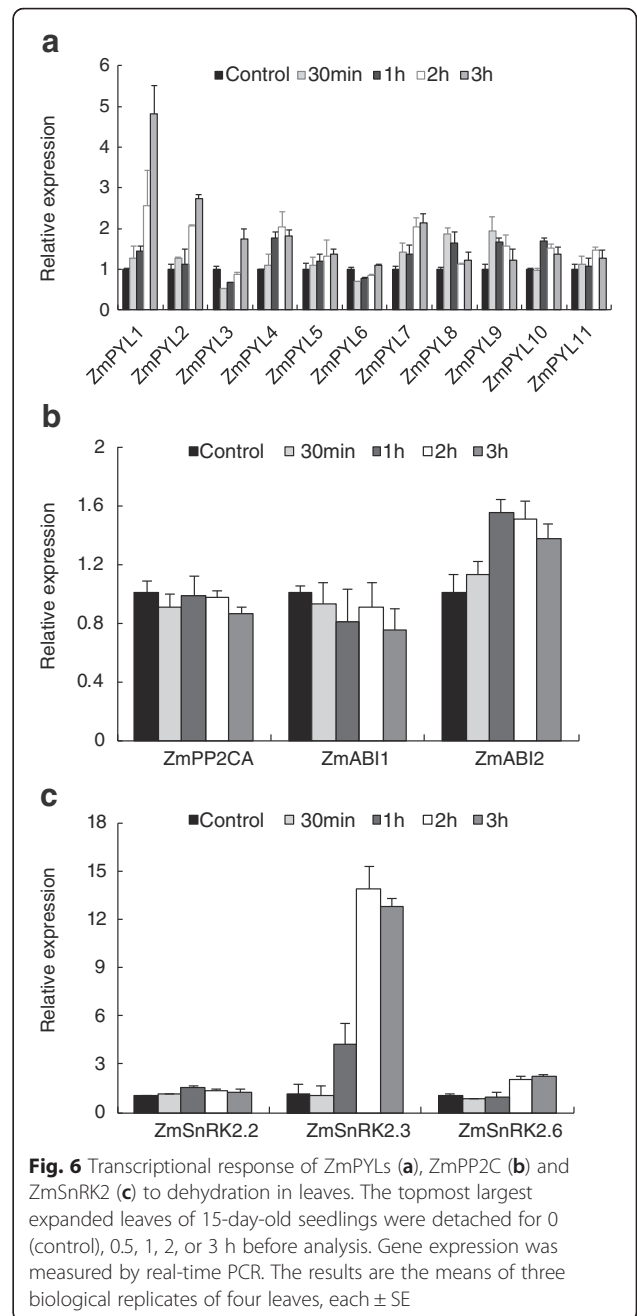 a
6
5
4
3
2
1
0
Relative expression
Control 30min 1h 2h 3h
ZmPYL1 ZmPYL2 ZmPYL3 ZmPYL4 ZmPYL5 ZmPYL6 ZmPYL7 ZmPYL8 ZmPYL9 ZmPYL10 ZmPYL11
b
2
1.6
1.2
0.8
0.4
0
Relative expression
Control 30min 1h 2h 3h
ZmPP2CA ZmABI1 ZmABI2
c
18
15
12
9
6
3
0
Relative expression
Control 30min 1h 2h 3h
ZmSnRK2.2 ZmSnRK2.3 ZmSnRK2.6
Fig. 6 Transcriptional response of ZmPYLs (a), ZmPP2C (b) and
ZmSnRK2 (c) to dehydration in leaves. The topmost largest
expanded leaves of 15-day-old seedlings were detached for 0
(control), 0.5, 1, 2, or 3 h before analysis. Gene expression was
measured by real-time PCR. The results are the means of three
biological replicates of four leaves, each ± SE